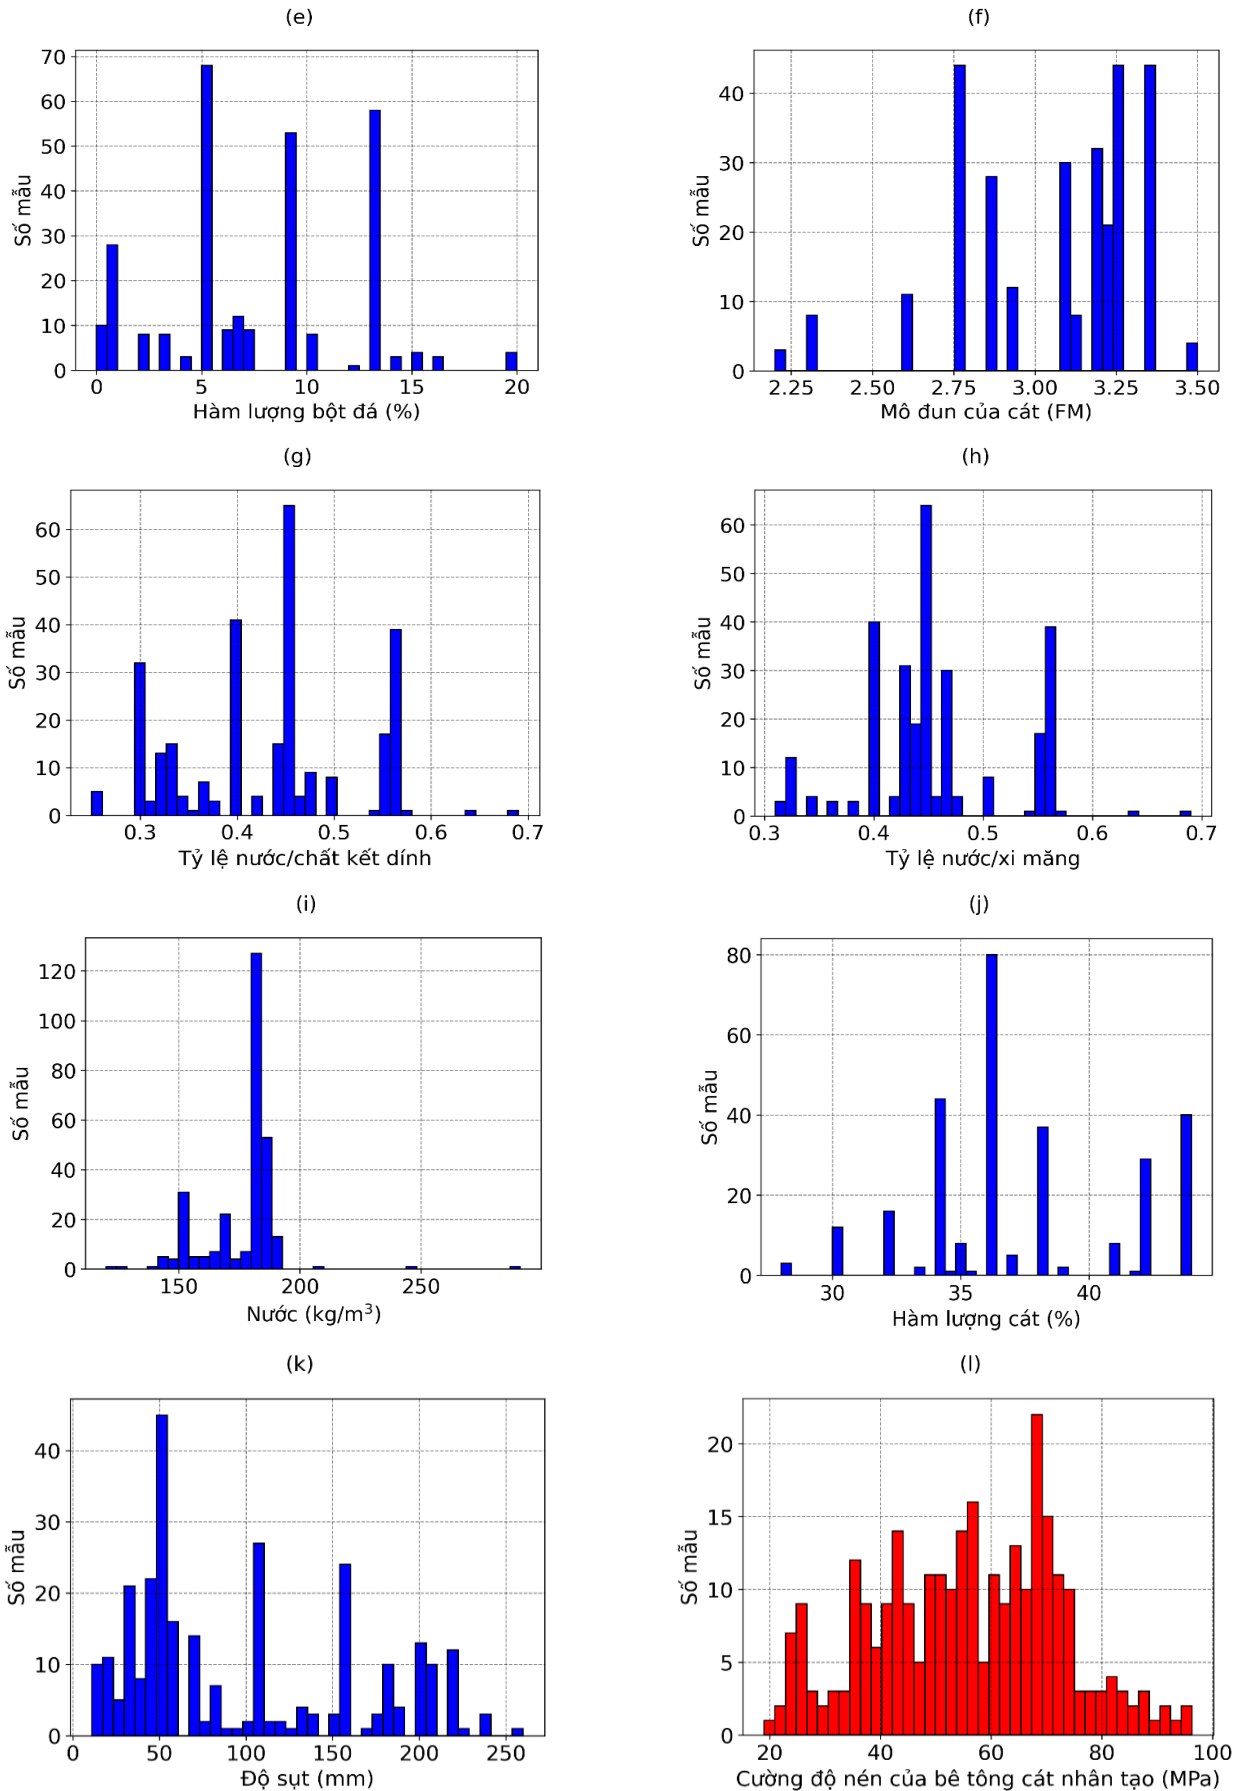 (e)
70
60
50
40
30
20
10
0
Số mẫu
0 5 10 15 20
Hàm lượng bột đá (%)
(f)
40
30
20
10
0
Số mẫu
2.25 2.50 2.75 3.00 3.25 3.50
Mô đun của cát (FM)
(g)
60
50
40
30
20
10
0
Số mẫu
0.3 0.4 0.5 0.6 0.7
Tỷ lệ nước/chất kết dính
(h)
60
50
40
30
20
10
0
Số mẫu
0.3 0.4 0.5 0.6 0.7
Tỷ lệ nước/xi măng
(i)
120
100
80
60
40
20
0
Số mẫu
150 200 250
Nước (kg/m³)
(j)
80
60
40
20
0
Số mẫu
30 35 40
Hàm lượng cát (%)
(k)
40
30
20
10
0
Số mẫu
0 50 100 150 200 250
Độ sụt (mm)
(l)
20
15
10
5
0
Số mẫu
20 40 60 80 100
Cường độ nén của bê tông cát nhân tạo (MPa)